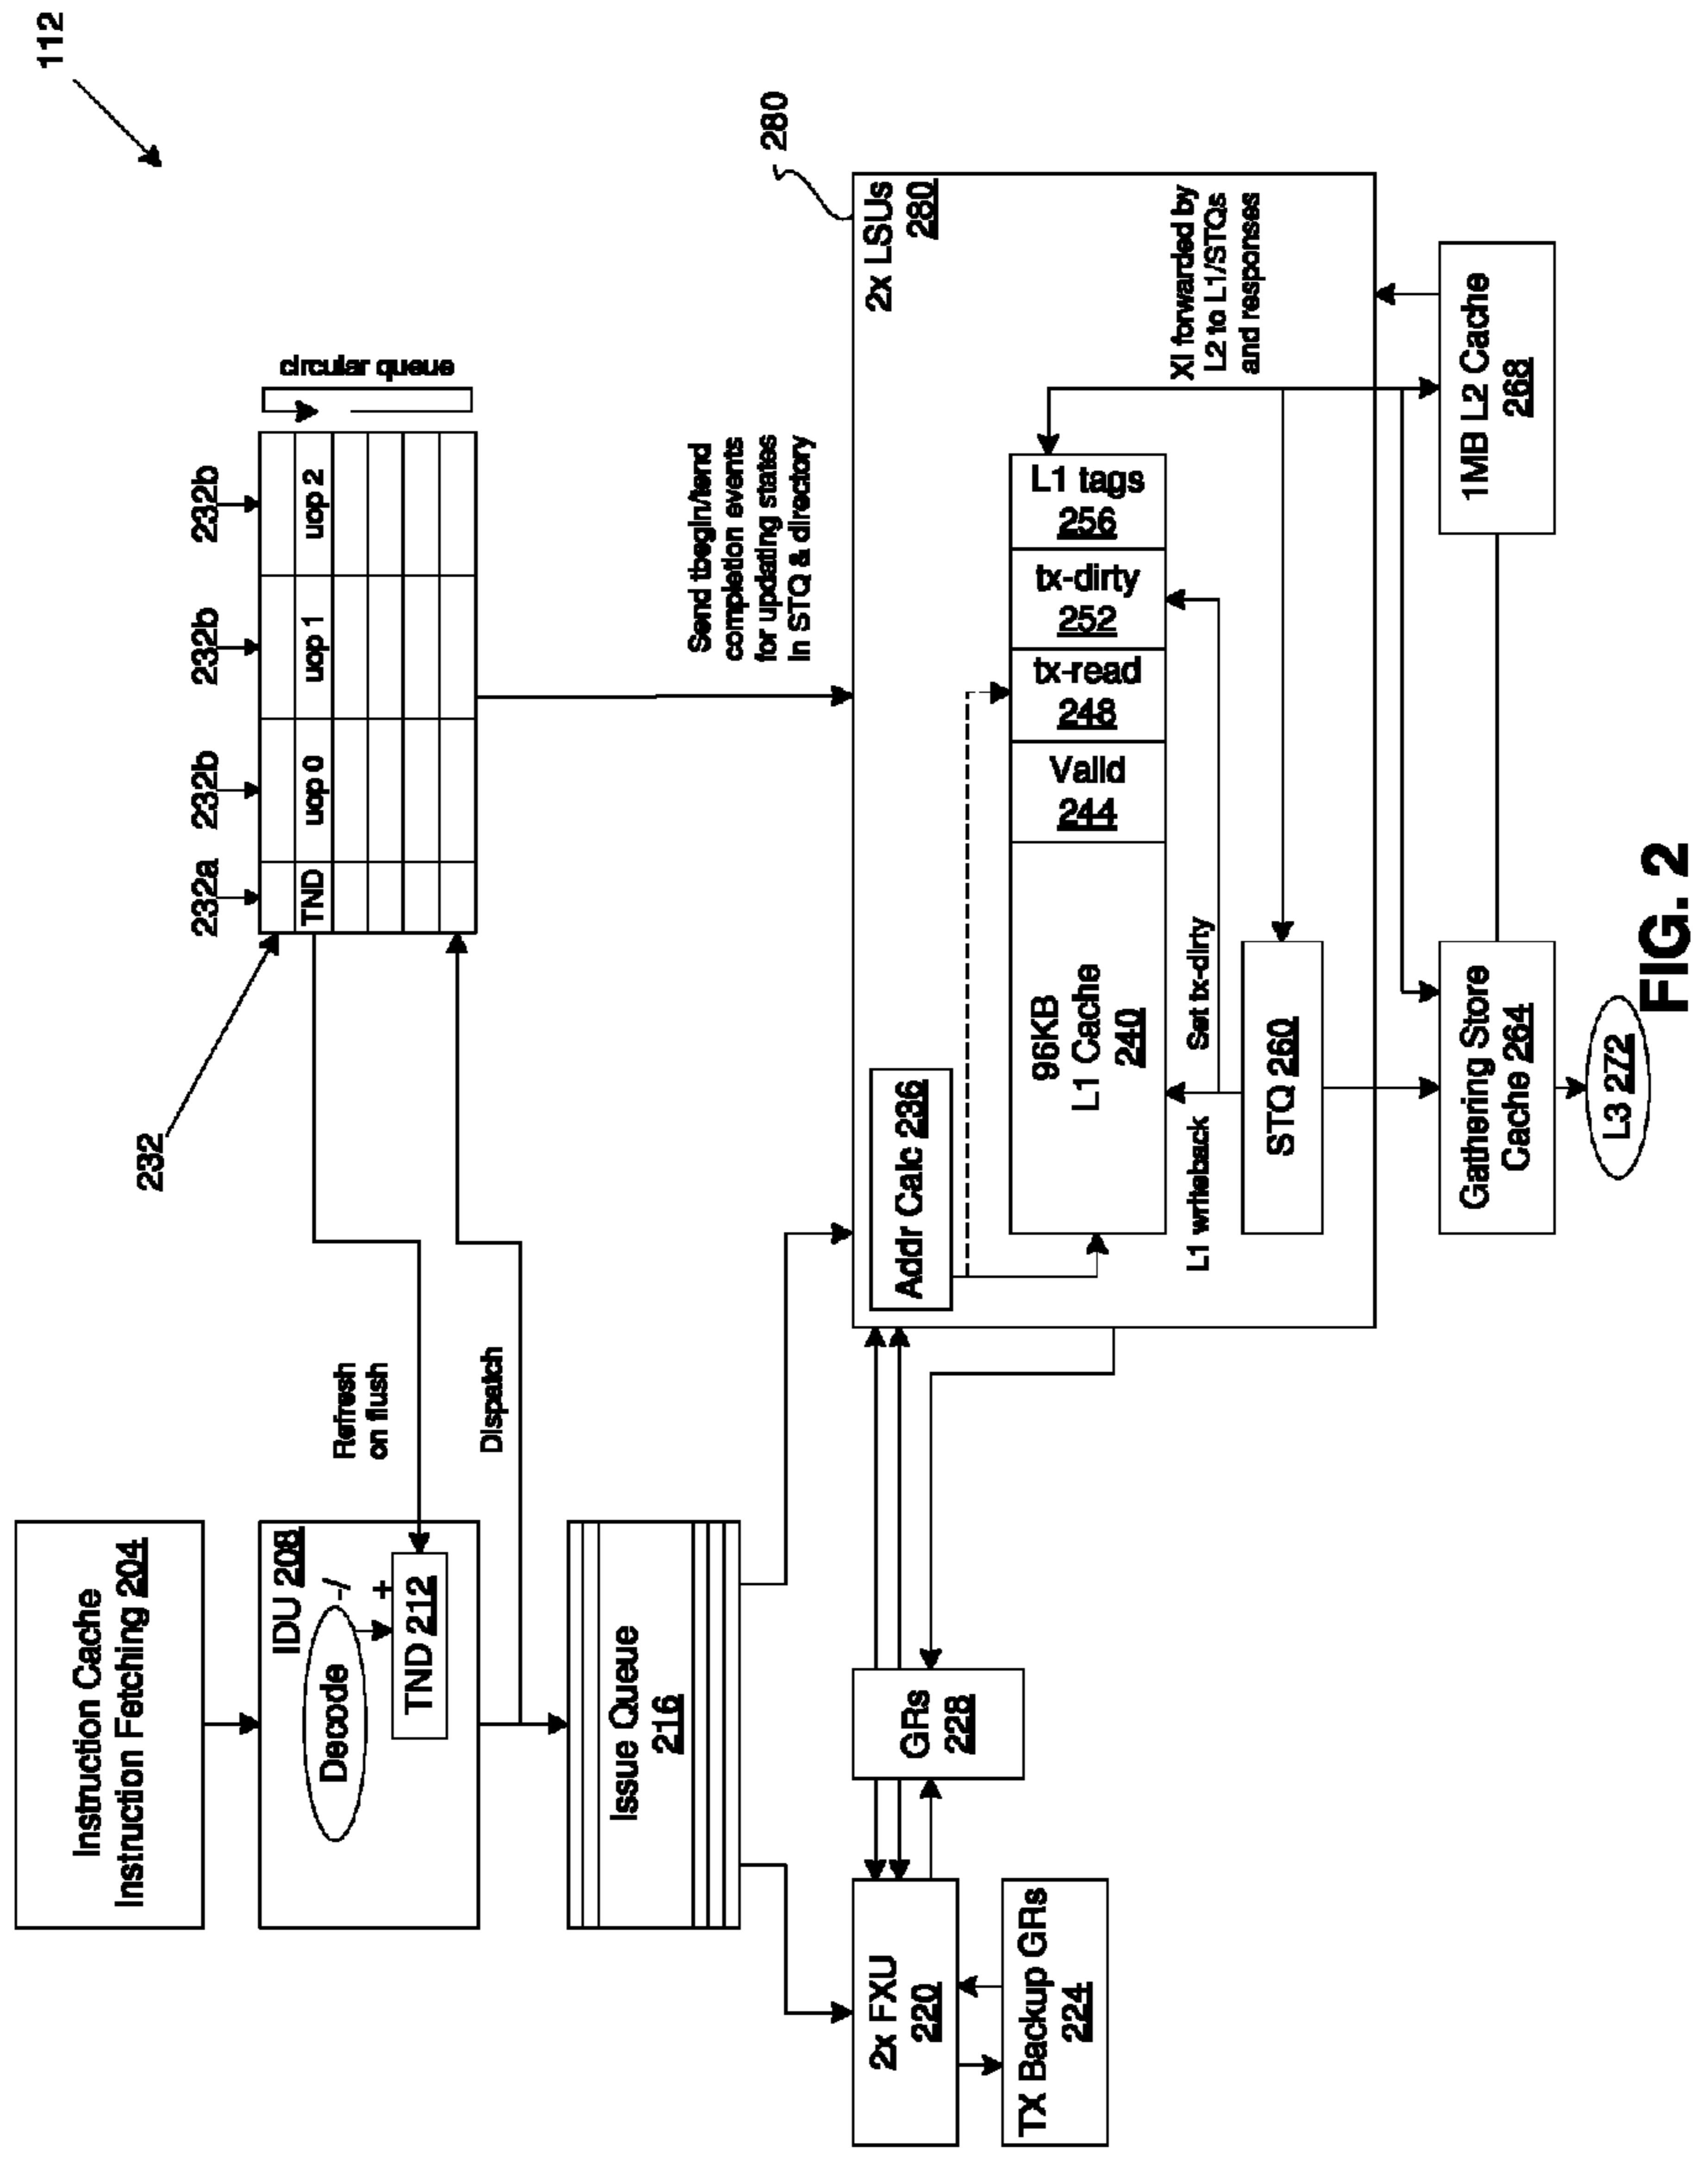 112
Instruction Cache
Instruction Fetching 204
IDU 208
Decode
-/
+
TND 212
Refresh
on flush
Dispatch
232
232a
232b
232b
232b
TND
uop 0
uop 1
uop 2
circular queue
Issue Queue
216
Send tbegin/tend
completion events
for updating states
in STQ & directory
2x FXU
220
TX Backup GRs
224
GRs
228
280
2x LSUs
280
Addr Calc 236
96KB
L1 Cache
240
Valid
244
tx-read
248
tx-dirty
252
L1 tags
256
L1 writeback
Set tx-dirty
XI forwarded by
L2 to L1/STQs
and responses
STQ 260
Gathering Store
Cache 264
1MB L2 Cache
268
L3 272
FIG. 2